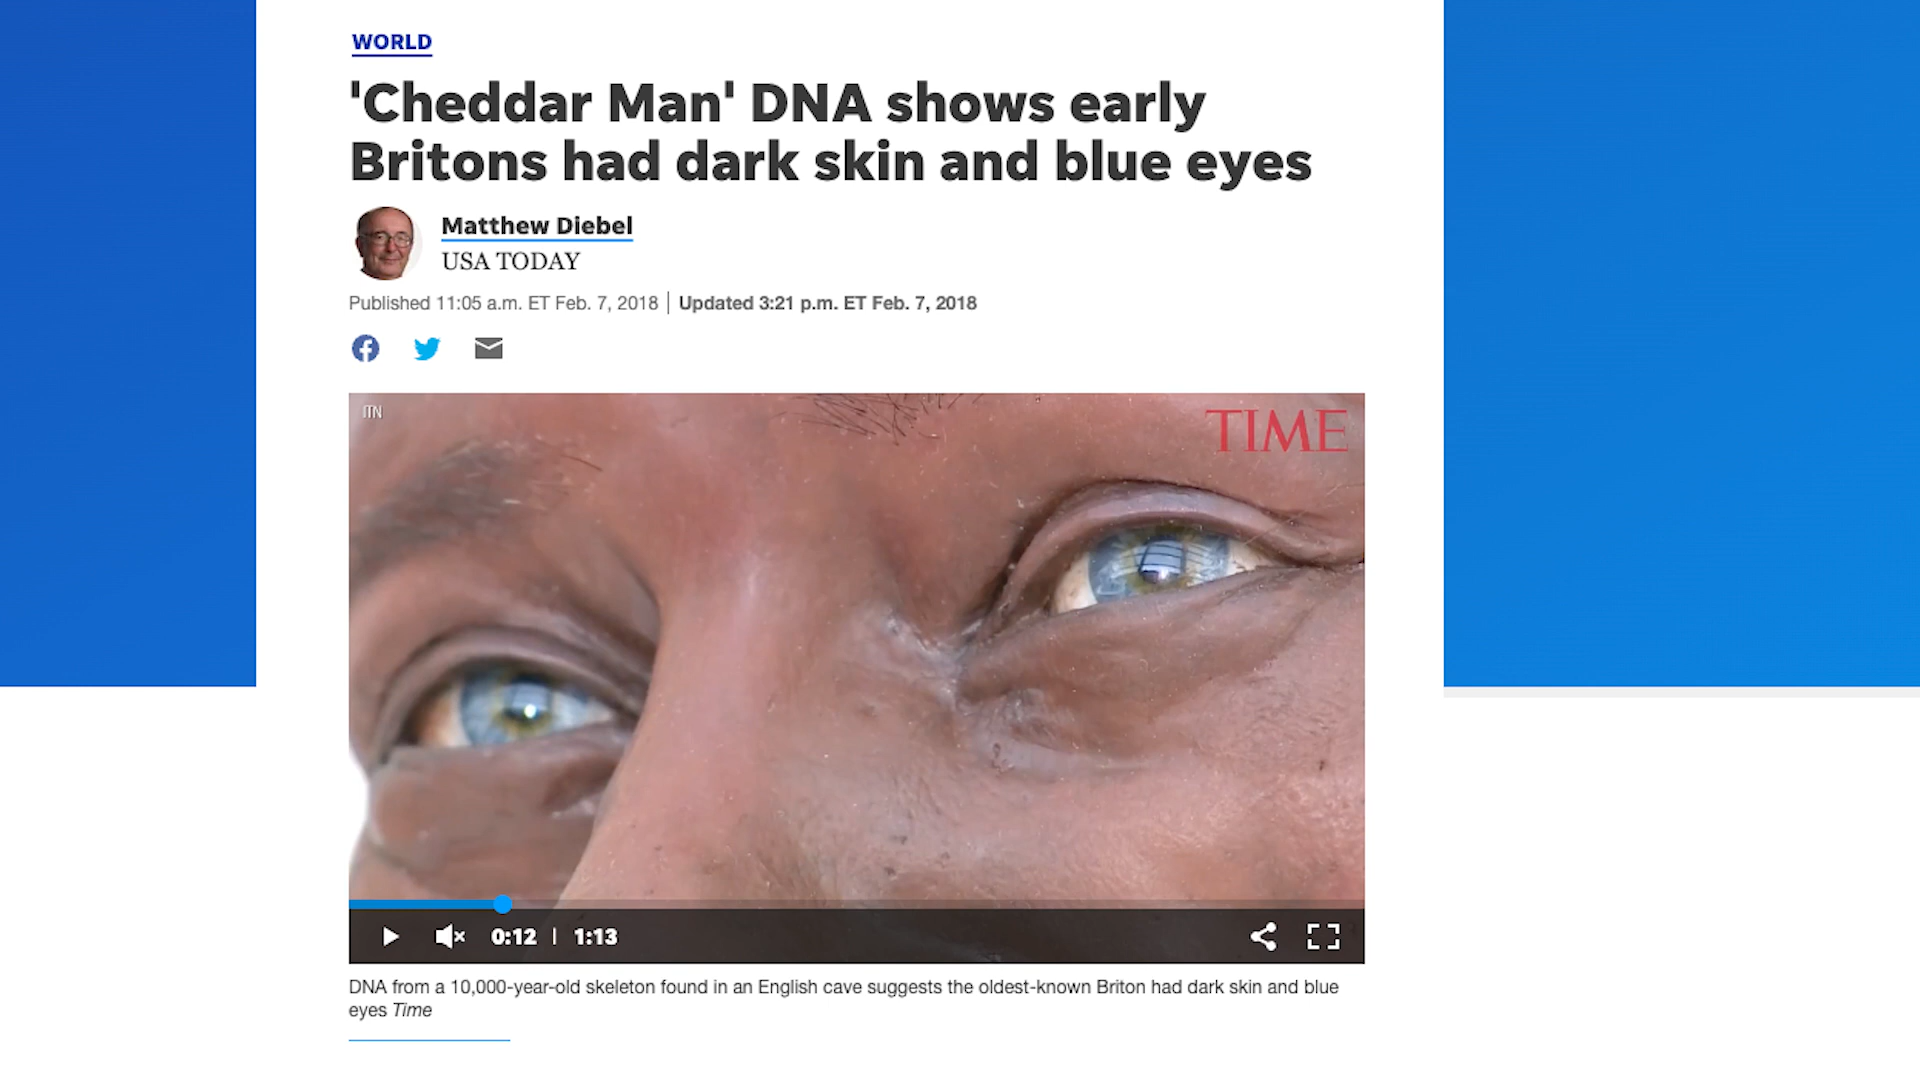 WORLD
'Cheddar Man' DNA shows early
Britons had dark skin and blue eyes
Matthew Diebel
USA TODAY
Published 11:05 a.m. ET Feb. 7, 2018 | Updated 3:21 p.m. ET Feb. 7, 2018
ITN
TIME
0:12 | 1:13
DNA from a 10,000-year-old skeleton found in an English cave suggests the oldest-known Briton had dark skin and blue
eyes Time